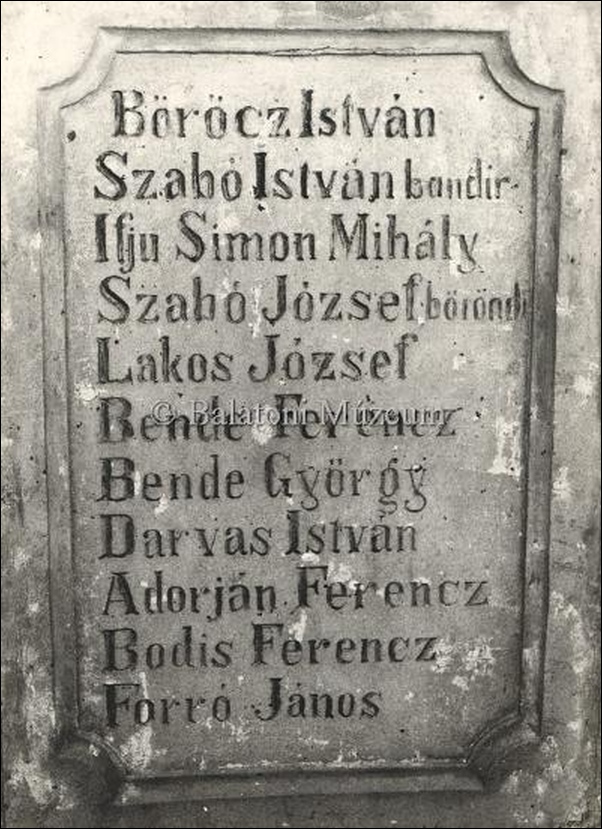 Böröcz István
Szabó István bandir.
Ifju Simon Mihály
Szabó József böröndi
Lakos József
Bende Ferencz
© Balatoni Múzeum
Bende György
Darvas István
Adorján Ferencz
Bodis Ferencz
Forró János